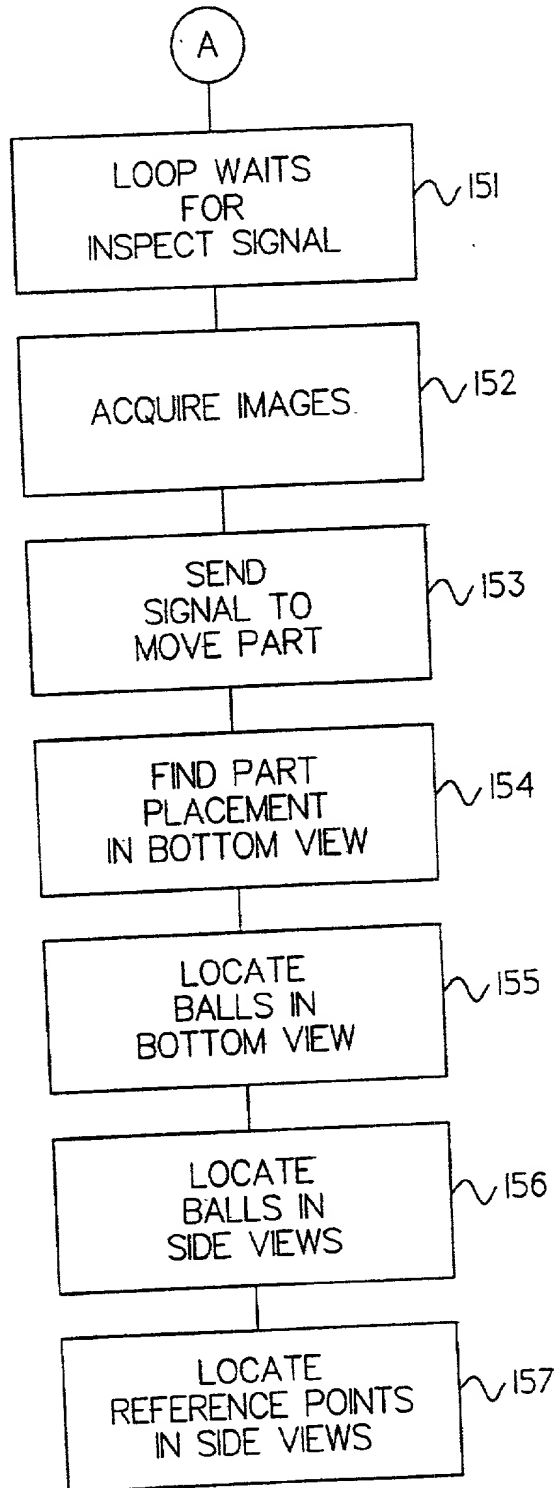 A
LOOP WAITS
FOR
INSPECT SIGNAL
151
ACQUIRE IMAGES.
152
SEND
SIGNAL TO
MOVE PART
153
FIND PART
PLACEMENT
IN BOTTOM VIEW
154
LOCATE
BALLS IN
BOTTOM VIEW
155
LOCATE
BALLS IN
SIDE VIEWS
156
LOCATE
REFERENCE POINTS
IN SIDE VIEWS
157